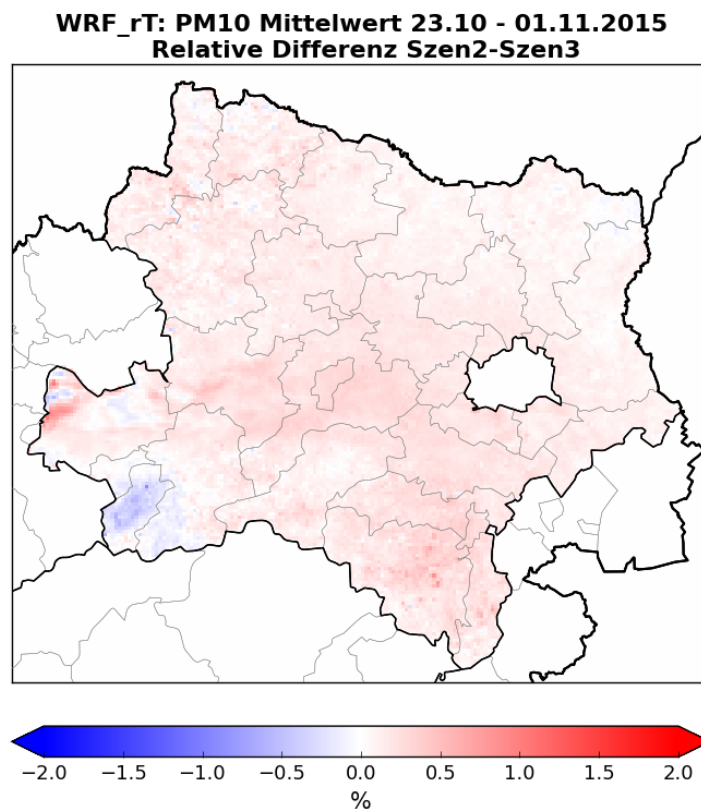 WRF_rT: PM10 Mittelwert 23.10 - 01.11.2015
Relative Differenz Szen2-Szen3
−2.0 −1.5 −1.0 −0.5 0.0 0.5 1.0 1.5 2.0
%